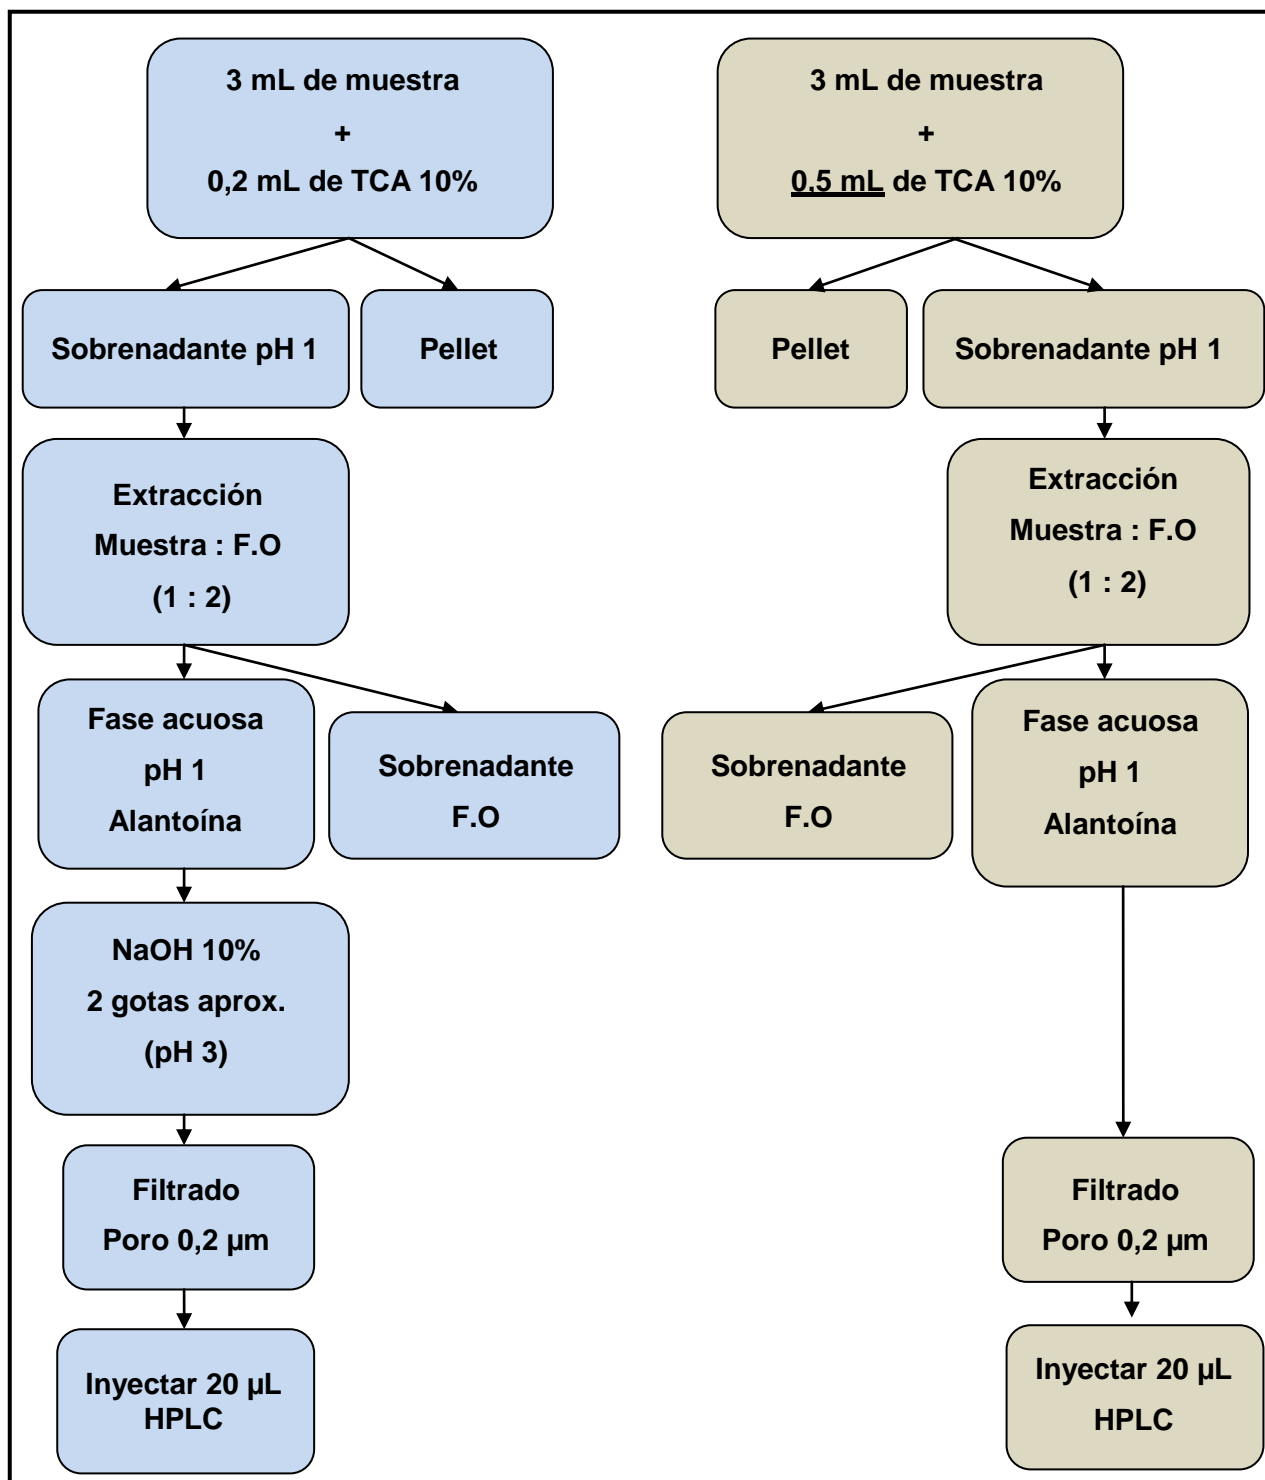 3 mL de muestra
+
0,2 mL de TCA 10%
Sobrenadante pH 1
Pellet
Extracción
Muestra : F.O
(1 : 2)
Fase acuosa
pH 1
Alantoína
Sobrenadante
F.O
NaOH 10%
2 gotas aprox.
(pH 3)
Filtrado
Poro 0,2 µm
Inyectar 20 µL
HPLC
3 mL de muestra
+
0,5 mL de TCA 10%
Pellet
Sobrenadante pH 1
Extracción
Muestra : F.O
(1 : 2)
Sobrenadante
F.O
Fase acuosa
pH 1
Alantoína
Filtrado
Poro 0,2 µm
Inyectar 20 µL
HPLC